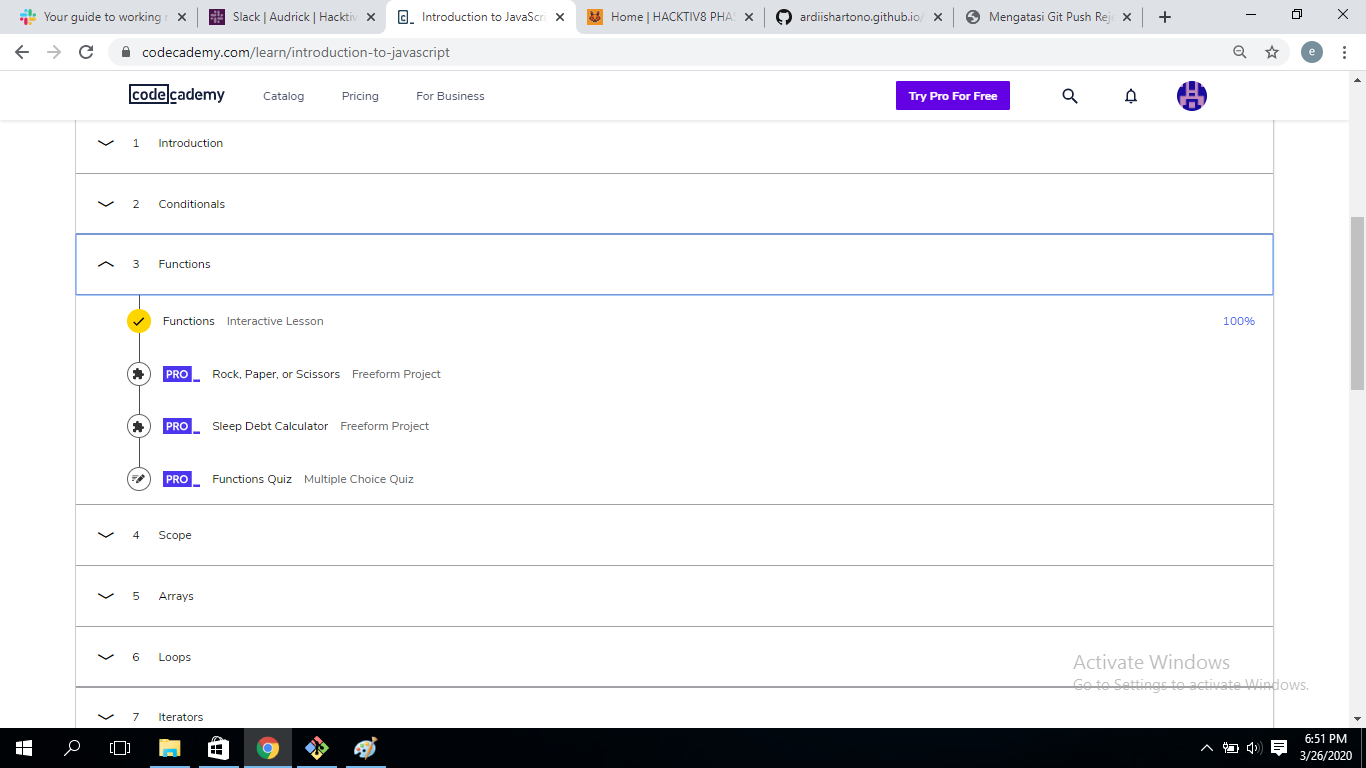 Your guide to working
Slack | Audrick | Hacktiv
Introduction to JavaScri
Home | HACKTIV8 PHAS
ardiishartono.github.io/
Mengatasi Git Push Reje
codecademy.com/learn/introduction-to-javascript
e
codecademy Catalog Pricing For Business Try Pro For Free
1 Introduction
2 Conditionals
3 Functions
Functions Interactive Lesson 100%
PRO Rock, Paper, or Scissors Freeform Project
PRO Sleep Debt Calculator Freeform Project
PRO Functions Quiz Multiple Choice Quiz
4 Scope
5 Arrays
6 Loops
Activate Windows
Go to Settings to activate Windows.
7 Iterators
6:51 PM
3/26/2020